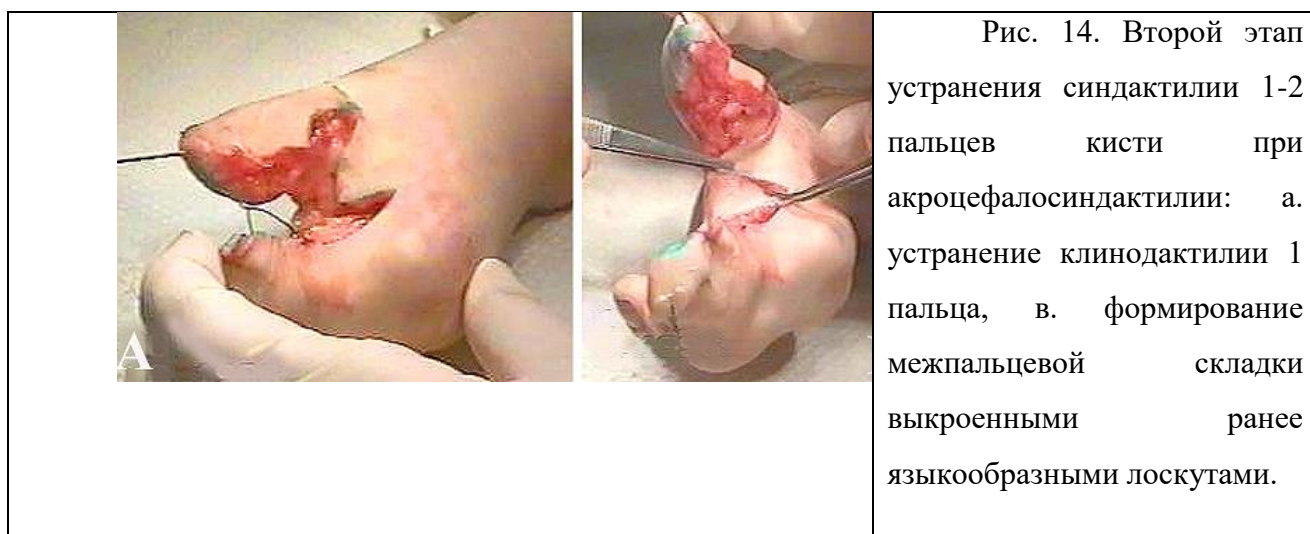 A
Рис. 14. Второй этап
устранения синдактилии 1-2
пальцев кисти при
акроцефалосиндактилии: а.
устранение клинодактилии 1
пальца, в. формирование
межпальцевой складки
выкроенными ранее
языкообразными лоскутами.